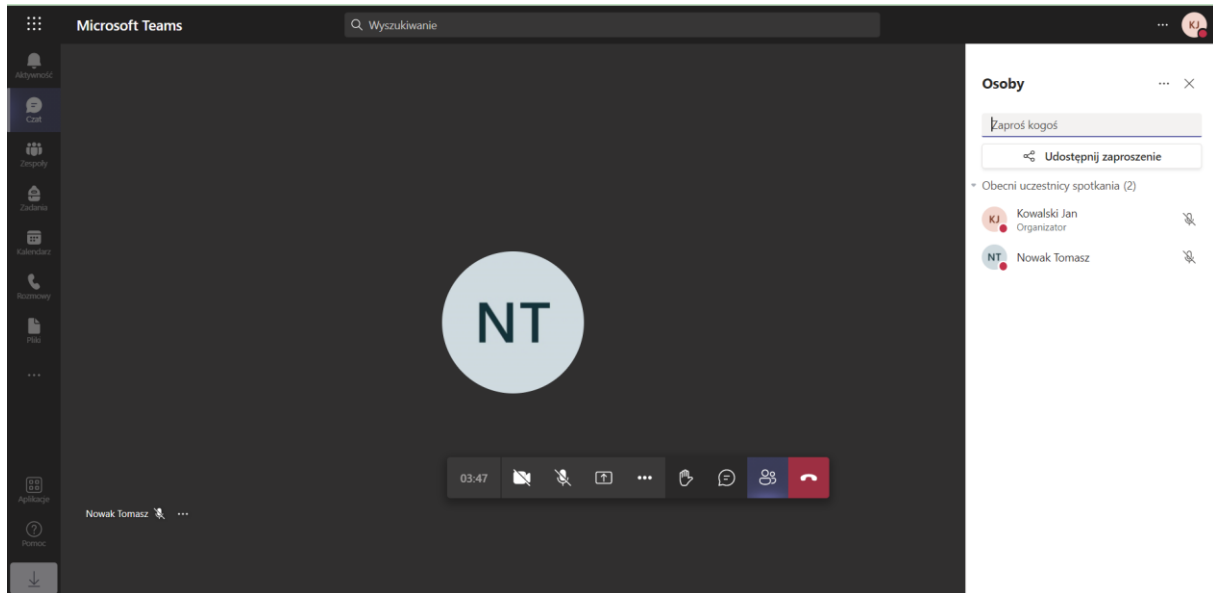 Microsoft Teams
Wyszukiwanie
KJ
Aktywność
Czat
Zespoły
Zadania
Kalendarz
Rozmowy
Pliki
Aplikacje
Pomoc
NT
03:47
Nowak Tomasz
Osoby
Zaproś kogoś
Udostępnij zaproszenie
Obecni uczestnicy spotkania (2)
KJ
Kowalski Jan
Organizator
NT
Nowak Tomasz